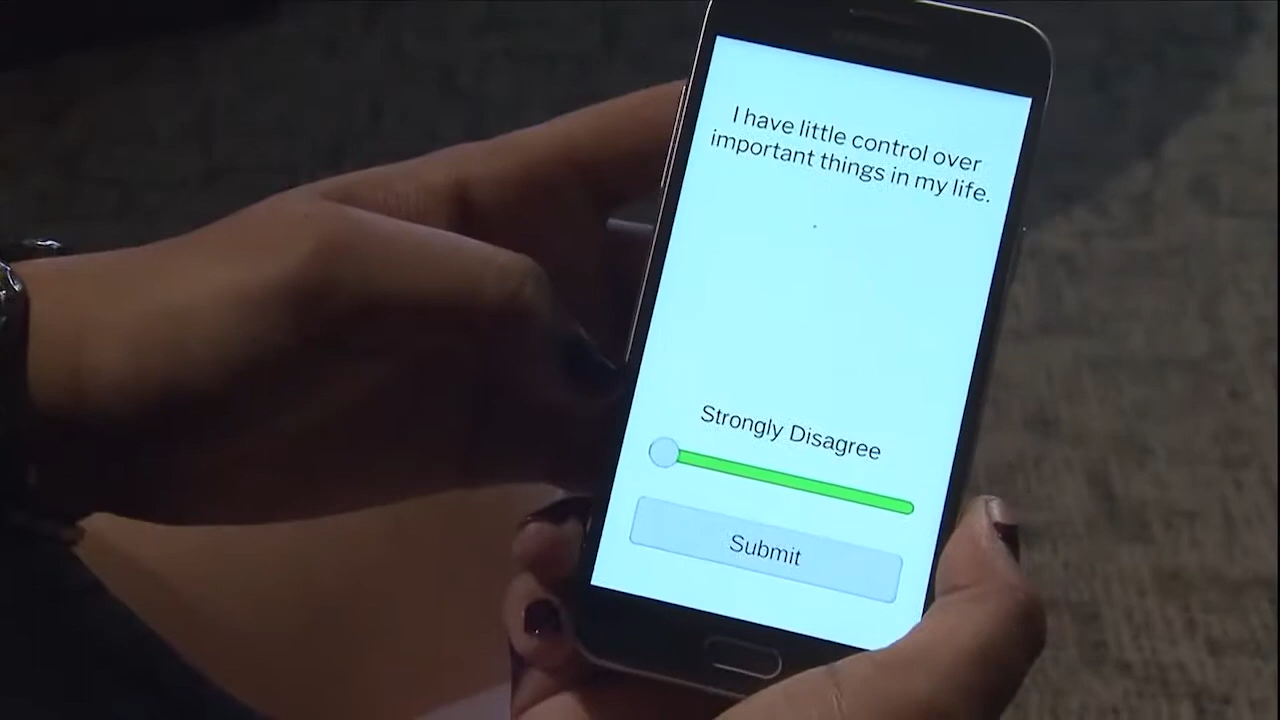 I have little control over
important things in my life.
Strongly Disagree
Submit